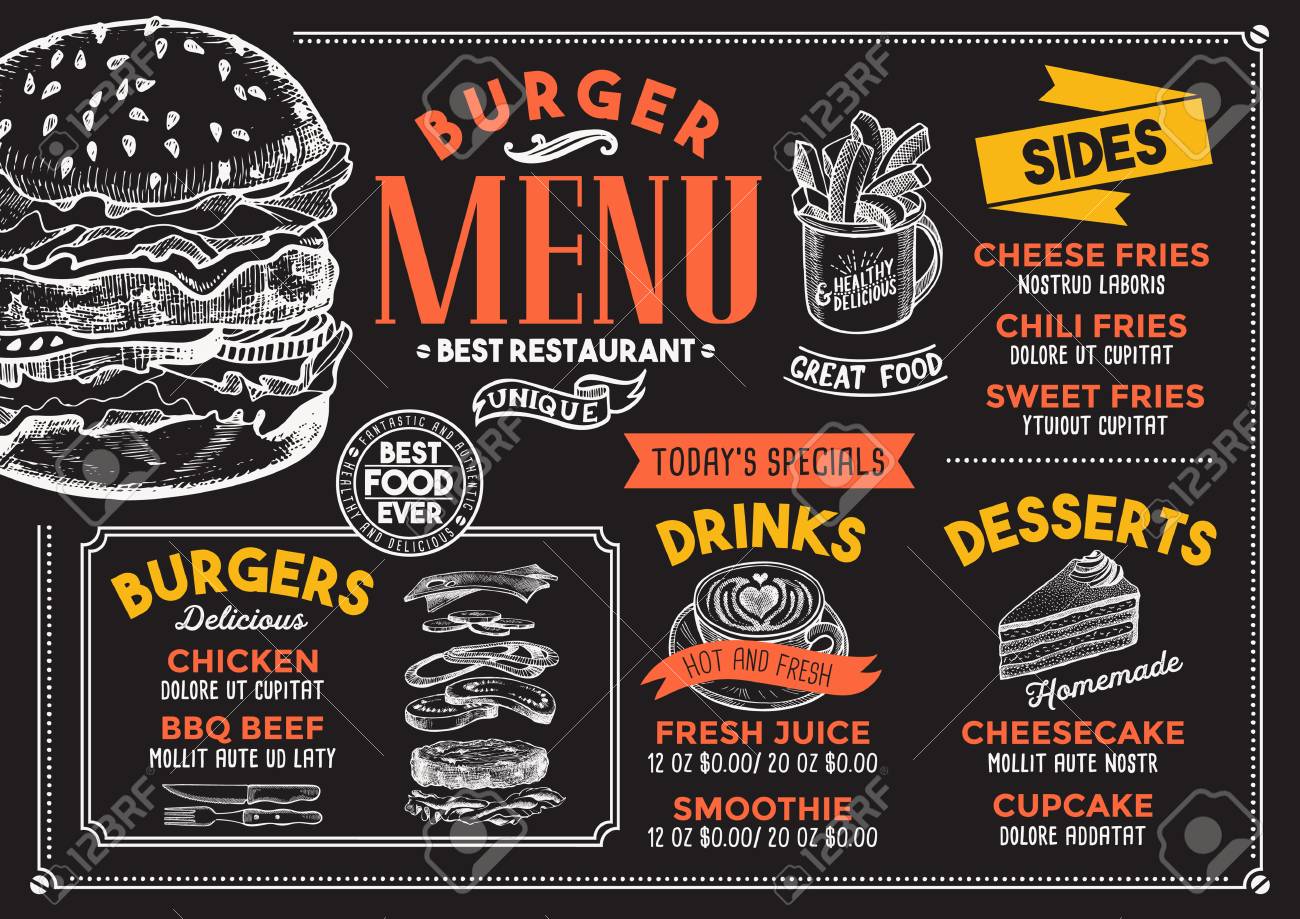 BURGER
MENU
BEST RESTAURANT
UNIQUE
& HEALTHY
DELICIOUS
GREAT FOOD
SIDES
CHEESE FRIES
NOSTRUD LABORIS
CHILI FRIES
DOLORE UT CUPITAT
SWEET FRIES
YTUIOUT CUPITAT
FANTASTIC AND AUTHENTIC
BEST
FOOD
EVER
HEALTHY AND DELICIOUS
BURGERS
Delicious
CHICKEN
DOLORE UT CUPITAT
BBQ BEEF
MOLLIT AUTE UD LATY
TODAY'S SPECIALS
DRINKS
HOT AND FRESH
FRESH JUICE
12 OZ $0.00/ 20 OZ $0.00
SMOOTHIE
12 OZ $0.00/ 20 OZ $0.00
DESSERTS
Homemade
CHEESECAKE
MOLLIT AUTE NOSTR
CUPCAKE
DOLORE ADDATAT
123RF